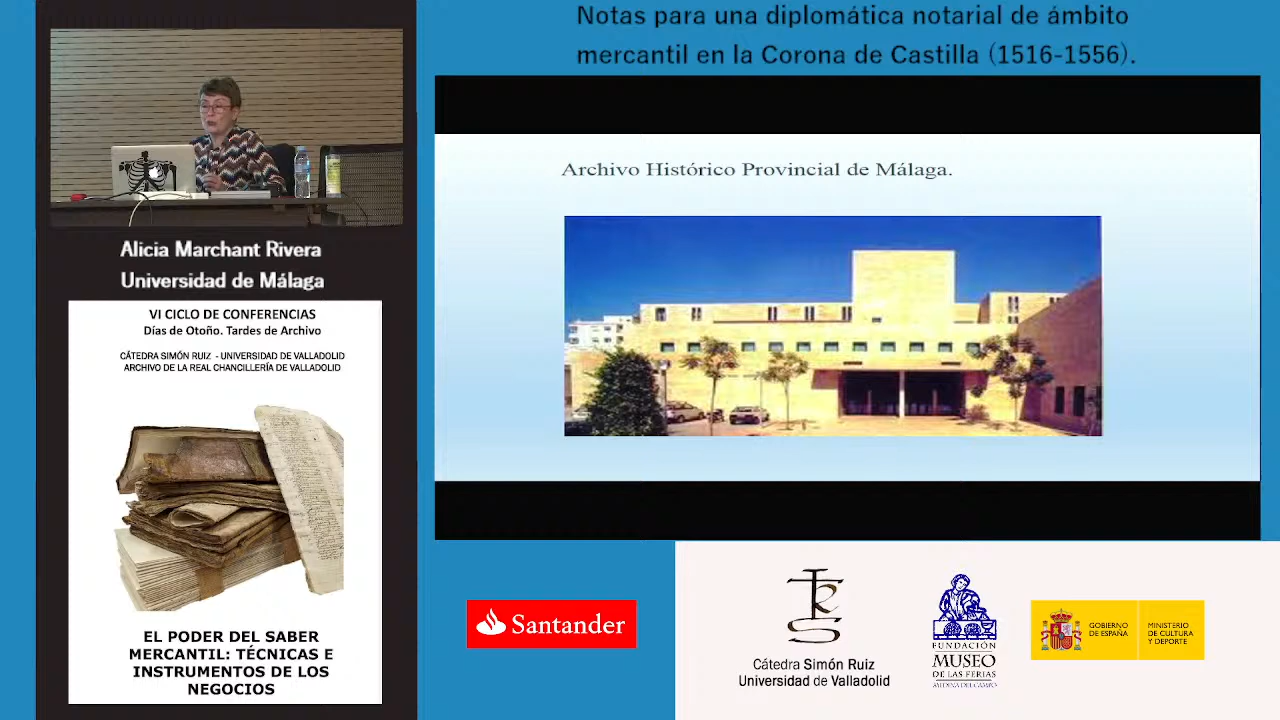 Notas para una diplomática notarial de ámbito
mercantil en la Corona de Castilla (1516-1556).
Archivo Histórico Provincial de Málaga.
Alicia Marchant Rivera
Universidad de Málaga
VI CICLO DE CONFERENCIAS
Días de Otoño. Tardes de Archivo
CÁTEDRA SIMÓN RUIZ - UNIVERSIDAD DE VALLADOLID
ARCHIVO DE LA REAL CHANCILLERÍA DE VALLADOLID
EL PODER DEL SABER
MERCANTIL: TÉCNICAS E
INSTRUMENTOS DE LOS
NEGOCIOS
Santander
Cátedra Simón Ruiz
Universidad de Valladolid
FUNDACIÓN
MUSEO
DE LAS FERIAS
MEDINA DEL CAMPO
GOBIERNO
DE ESPAÑA
MINISTERIO
DE CULTURA
Y DEPORTE